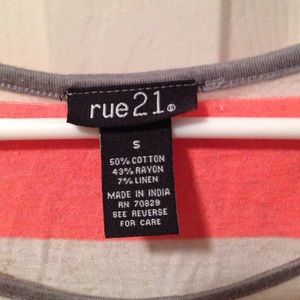 rue21®
S
50% COTTON
43% RAYON
7% LINEN
MADE IN INDIA
RN 70829
SEE REVERSE
FOR CARE